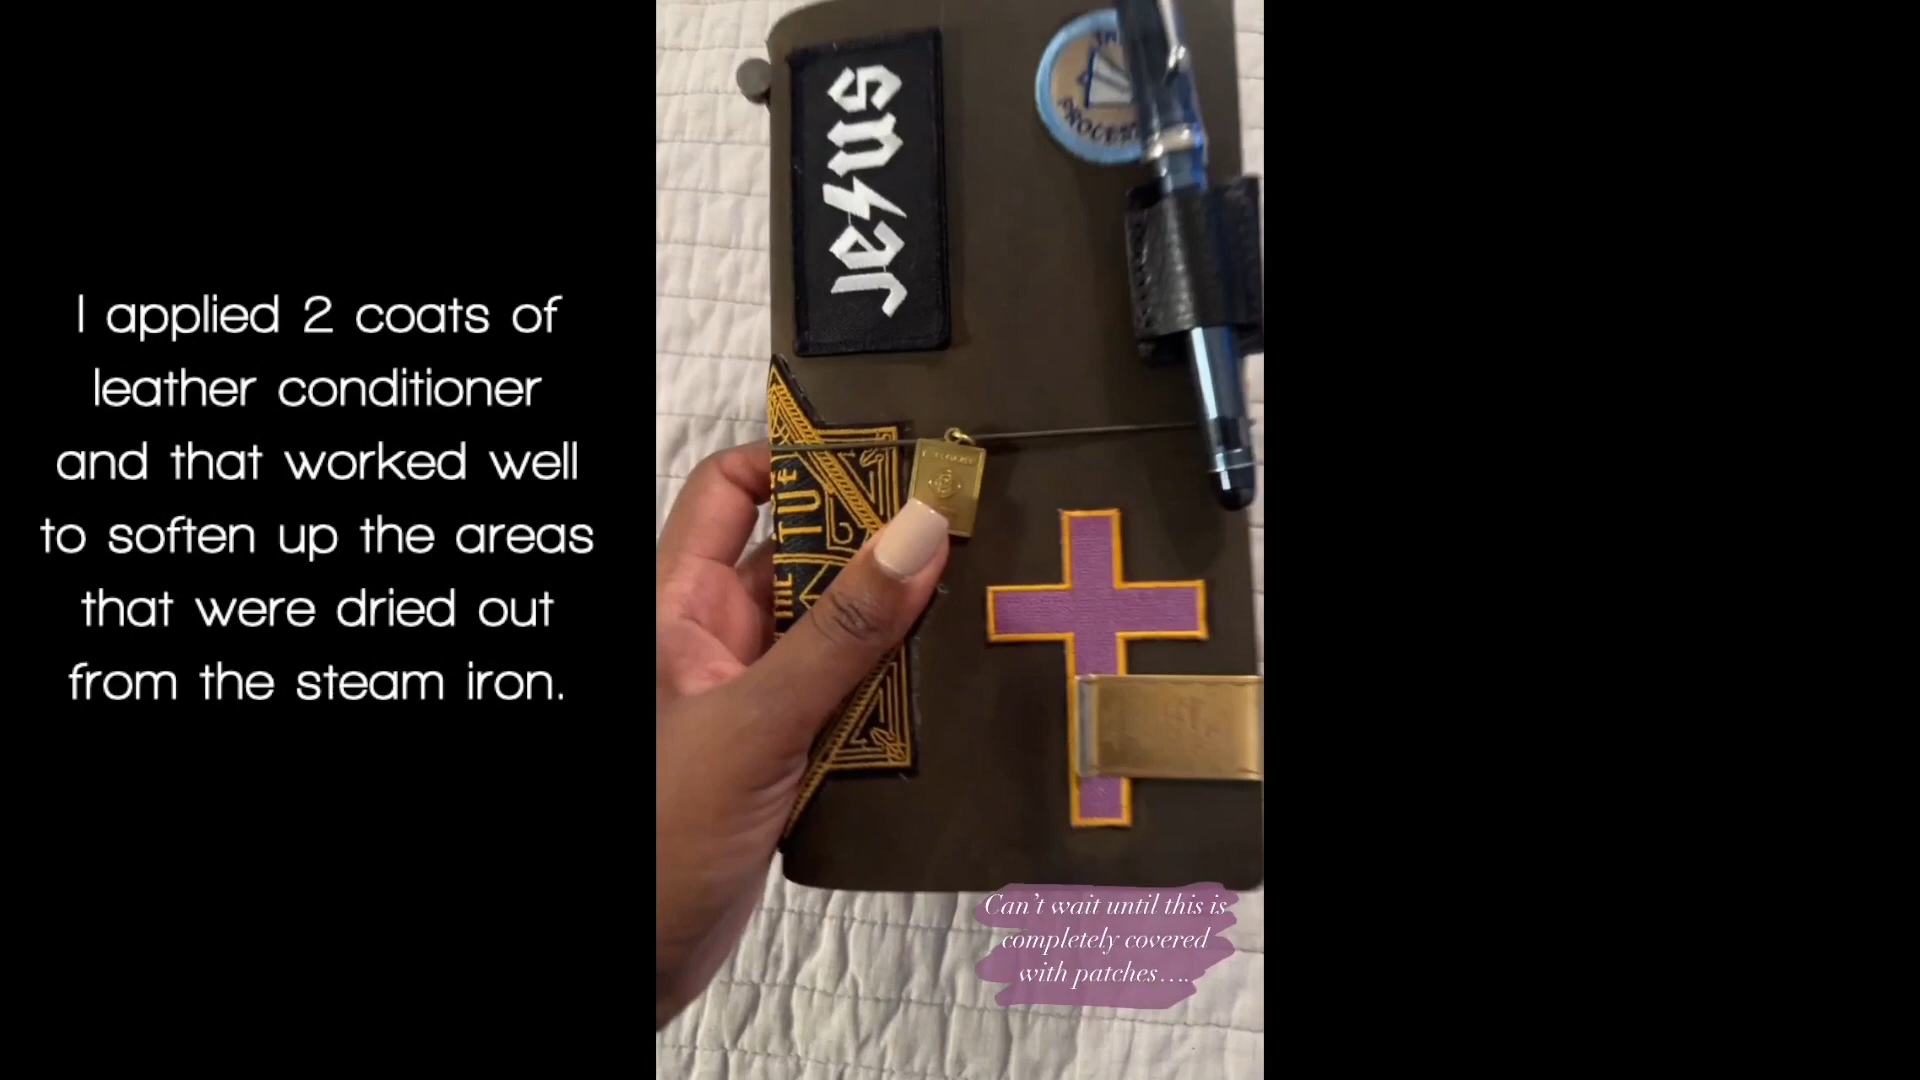 I applied 2 coats of
leather conditioner
and that worked well
to soften up the areas
that were dried out
from the steam iron.
Jesus
THE
Can't wait until this is
completely covered
with patches....